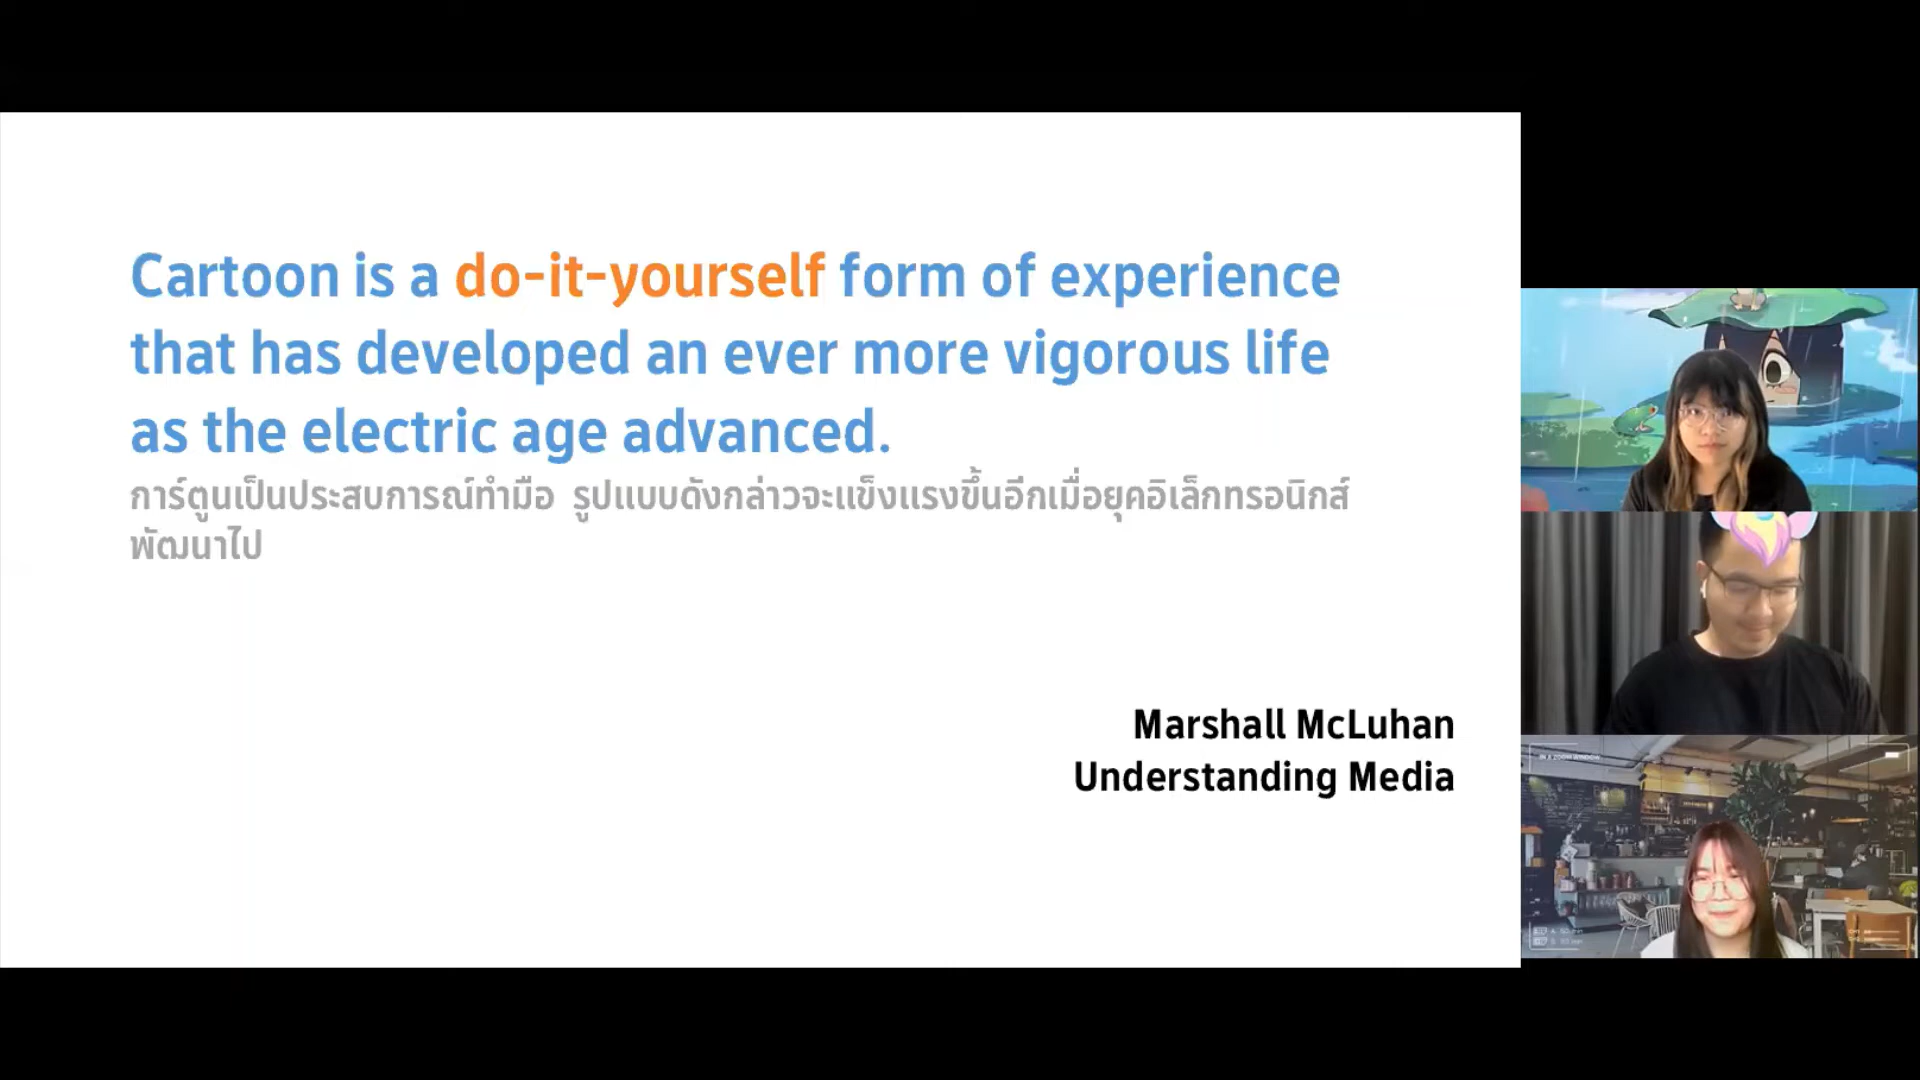 Cartoon is a do-it-yourself form of experience
that has developed an ever more vigorous life
as the electric age advanced.
การ์ตูนเป็นประสบการณ์ทำมือ รูปแบบดังกล่าวจะแข็งแรงขึ้นอีกเมื่อยุคอิเล็กทรอนิกส์
พัฒนาไป
Marshall McLuhan
Understanding Media
IN A ZOOM WINDOW